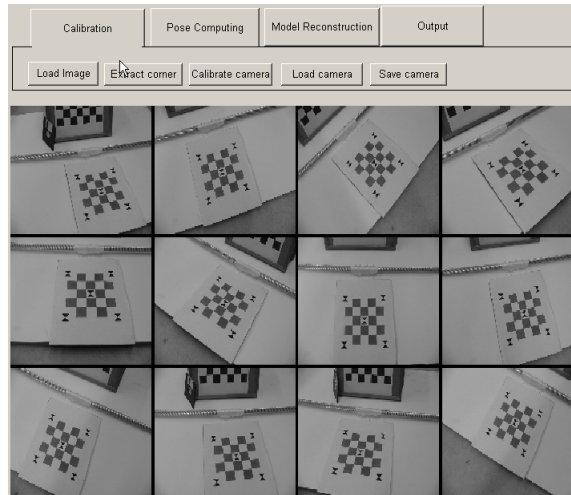 Calibration Pose Computing Model Reconstruction Output
Load Image Extract corner Calibrate camera Load camera Save camera